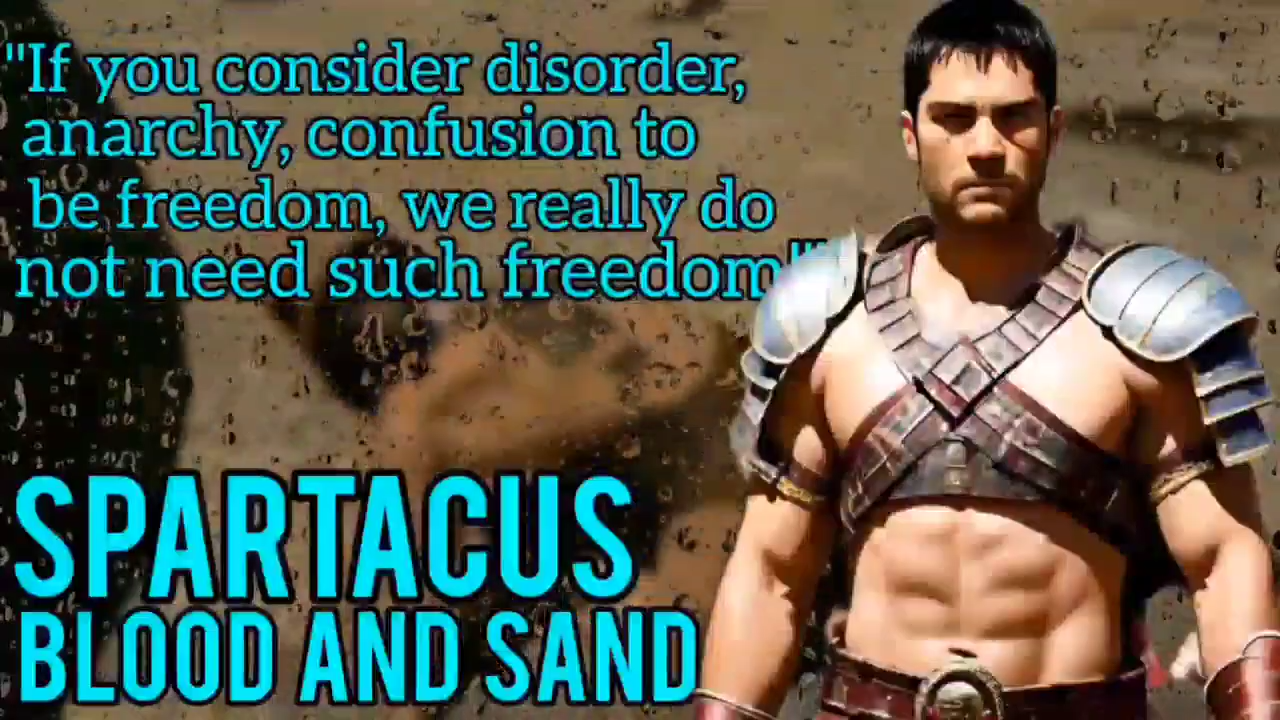 "If you consider disorder,
anarchy, confusion to
be freedom, we really do
not need such freedom!"
SPARTACUS
BLOOD AND SAND